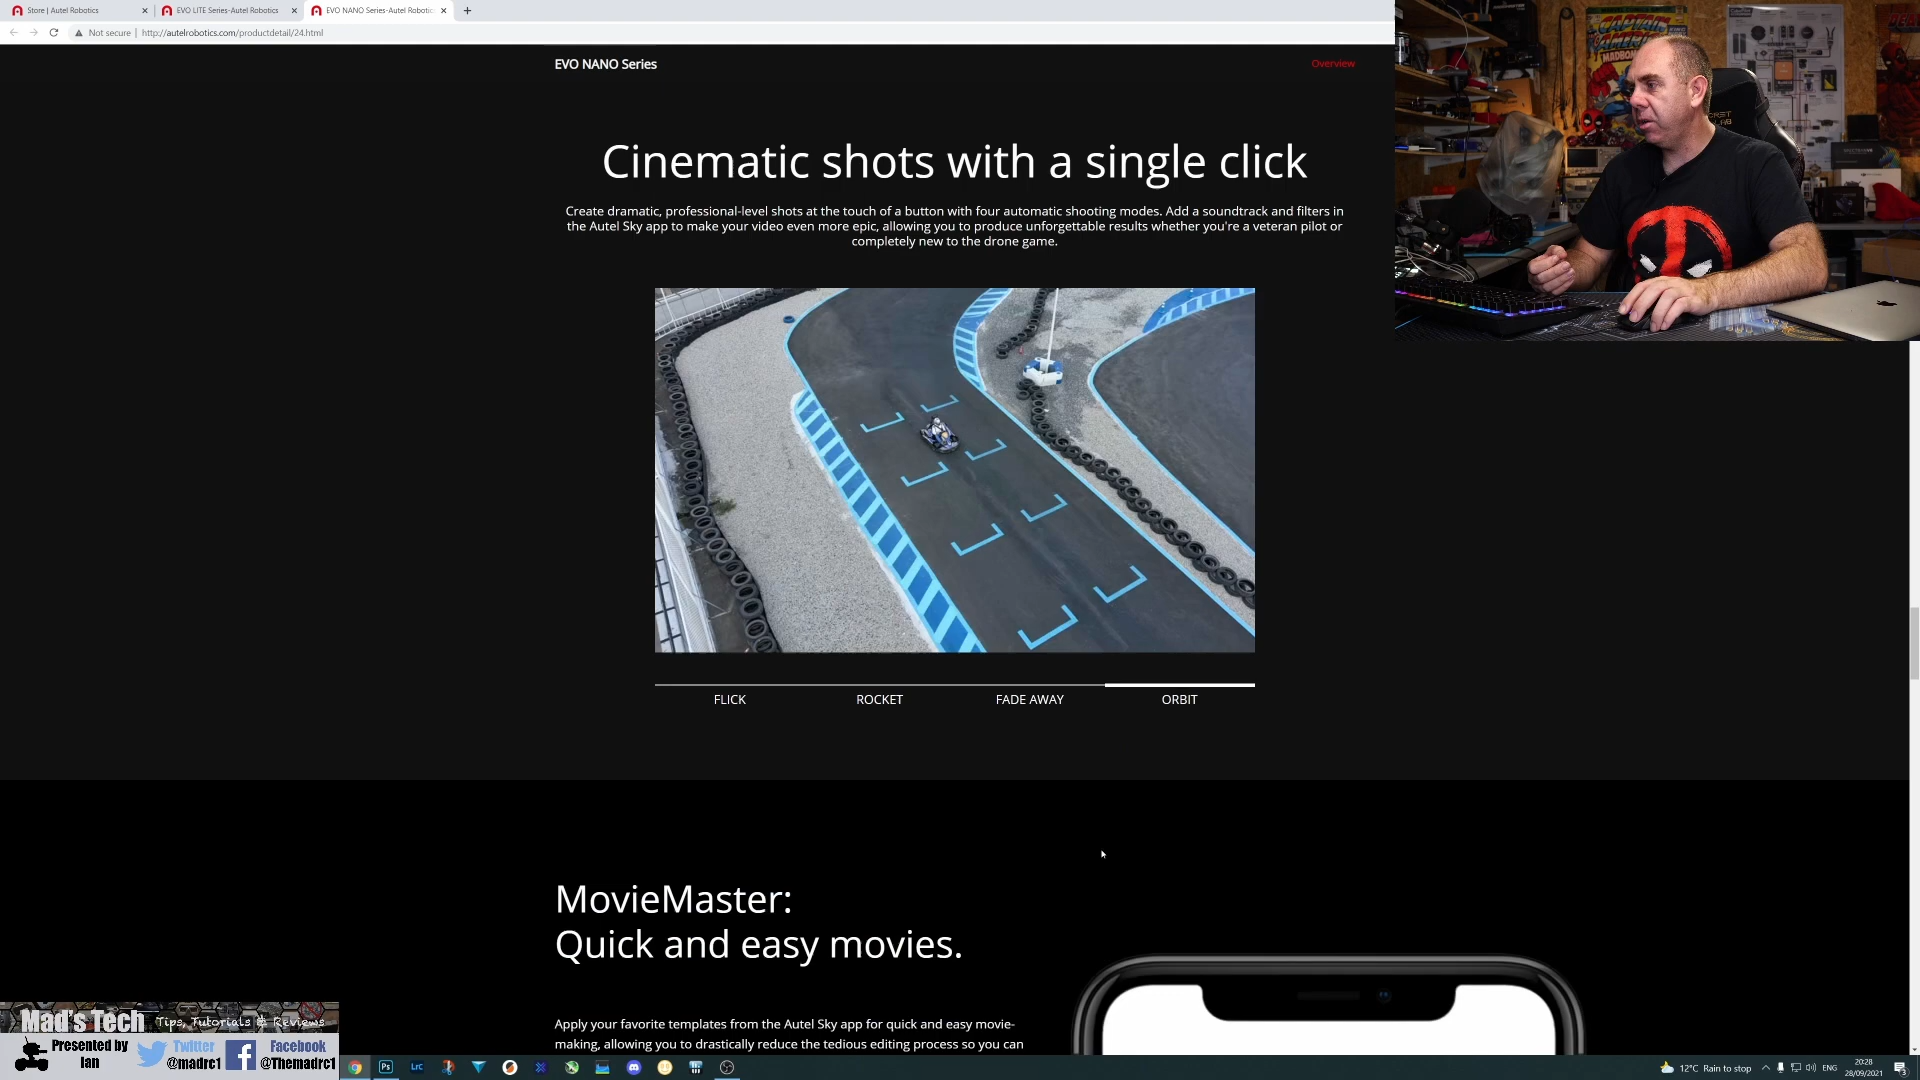 Store | Autel Robotics
EVO LITE Series-Autel Robotics
EVO NANO Series-Autel Robotic
Not secure | http://autelrobotics.com/productdetail/24.html
EVO NANO Series
Overview
Cinematic shots with a single click
Create dramatic, professional-level shots at the touch of a button with four automatic shooting modes. Add a soundtrack and filters in
the Autel Sky app to make your video even more epic, allowing you to produce unforgettable results whether you're a veteran pilot or
completely new to the drone game.
FLICK
ROCKET
FADE AWAY
ORBIT
MovieMaster:
Quick and easy movies.
Apply your favorite templates from the Autel Sky app for quick and easy movie-
making, allowing you to drastically reduce the tedious editing process so you can
CAPTAIN
AMERICA
Mad's Tech
Tips, Tutorials & Reviews
Presented by
Ian
Twitter
@madrc1
Facebook
@Themadrc1
Ps
LrC
12°C Rain to stop
ENG
20:28
28/09/2021